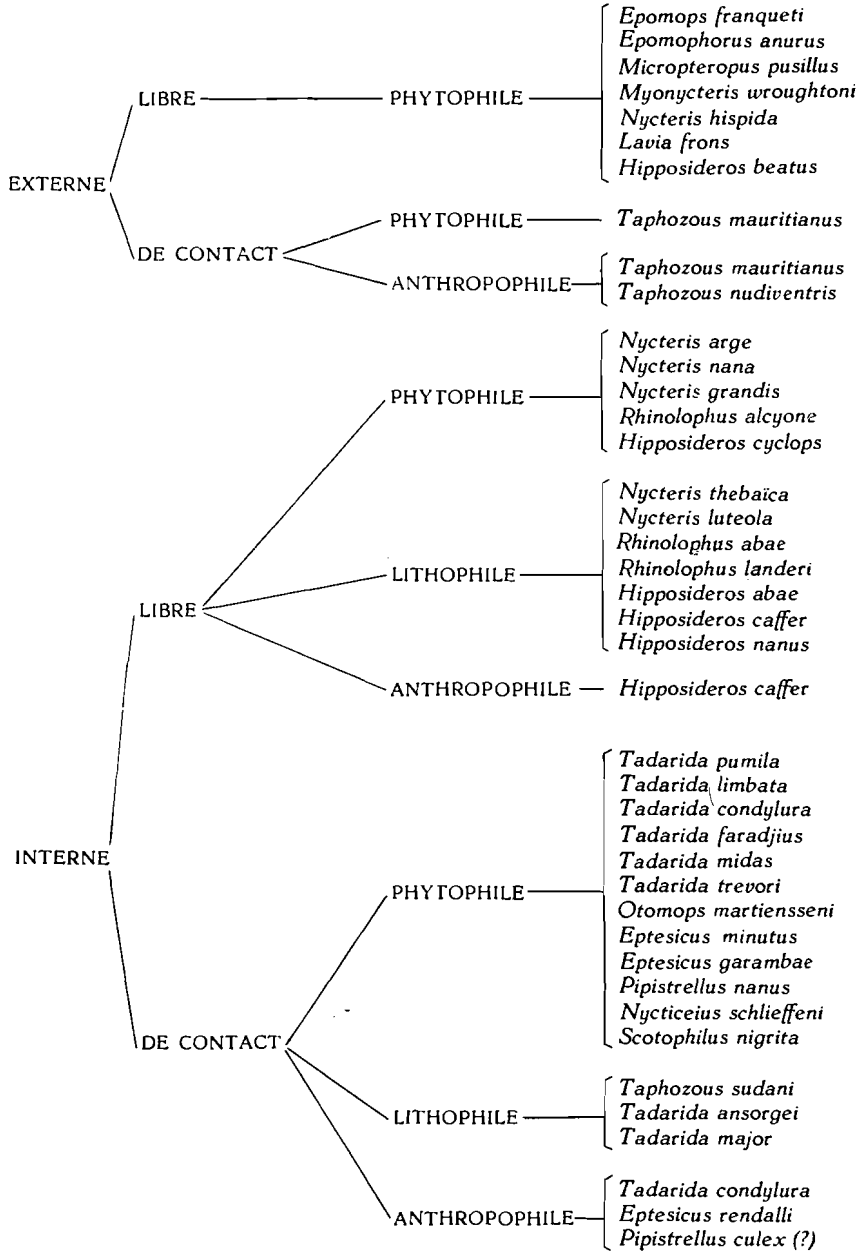 EXTERNE
LIBRE
PHYTOPHILE
Epomops franqueti
Epomophorus anurus
Micropteropus pusillus
Myonycteris wroughtoni
Nycteris hispida
Lavia frons
Hipposideros beatus
DE CONTACT
PHYTOPHILE
Taphozous mauritianus
ANTHROPOPHILE
Taphozous mauritianus
Taphozous nudiventris
INTERNE
LIBRE
PHYTOPHILE
Nycteris arge
Nycteris nana
Nycteris grandis
Rhinolophus alcyone
Hipposideros cyclops
LITHOPHILE
Nycteris thebaïca
Nycteris luteola
Rhinolophus abae
Rhinolophus landeri
Hipposideros abae
Hipposideros caffer
Hipposideros nanus
ANTHROPOPHILE
Hipposideros caffer
DE CONTACT
PHYTOPHILE
Tadarida pumila
Tadarida limbata
Tadarida condylura
Tadarida faradjius
Tadarida midas
Tadarida trevori
Otomops martiensseni
Eptesicus minutus
Eptesicus garambae
Pipistrellus nanus
Nycticeius schlieffeni
Scotophilus nigrita
LITHOPHILE
Taphozous sudani
Tadarida ansorgei
Tadarida major
ANTHROPOPHILE
Tadarida condylura
Eptesicus rendalli
Pipistrellus culex (?)